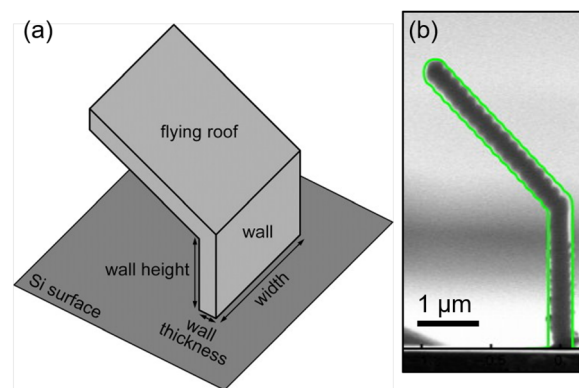 (a)
flying roof
wall
wall height
width
Si surface
wall
thickness
(b)
1 µm